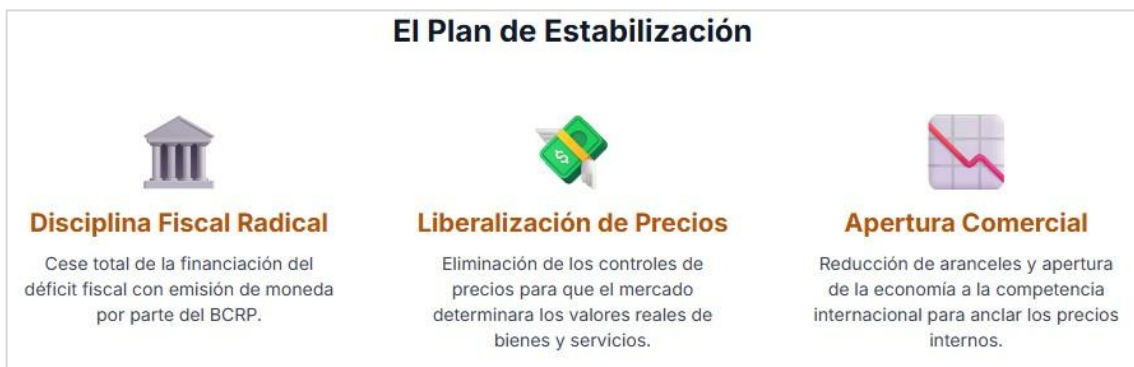 El Plan de Estabilización
Disciplina Fiscal Radical
Cese total de la financiación del
déficit fiscal con emisión de moneda
por parte del BCRP.
Liberalización de Precios
Eliminación de los controles de
precios para que el mercado
determinara los valores reales de
bienes y servicios.
Apertura Comercial
Reducción de aranceles y apertura
de la economía a la competencia
internacional para anclar los precios
internos.